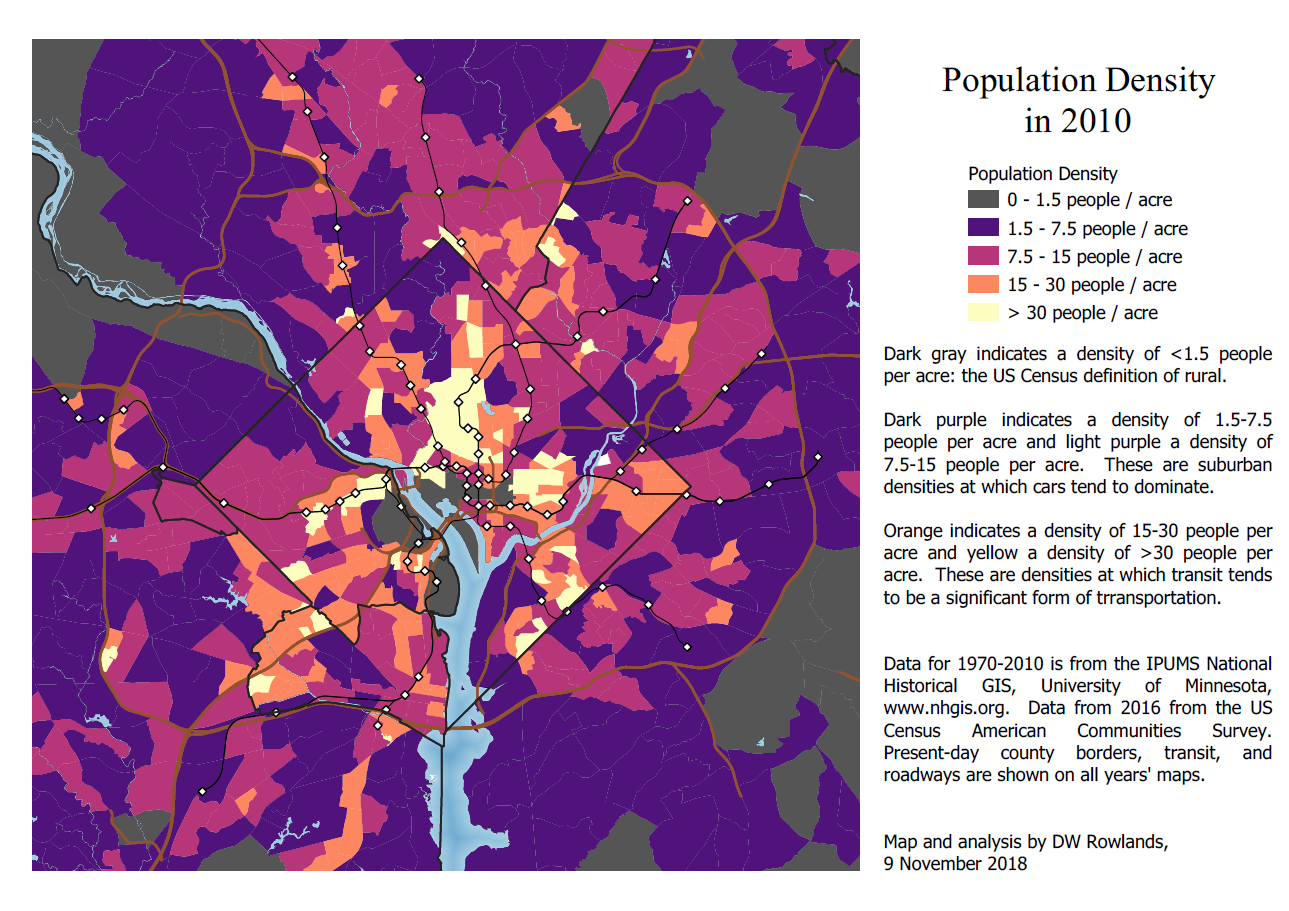 Population Density
in 2010
Population Density
0 - 1.5 people / acre
1.5 - 7.5 people / acre
7.5 - 15 people / acre
15 - 30 people / acre
> 30 people / acre
Dark gray indicates a density of <1.5 people
per acre: the US Census definition of rural.
Dark purple indicates a density of 1.5-7.5
people per acre and light purple a density of
7.5-15 people per acre. These are suburban
densities at which cars tend to dominate.
Orange indicates a density of 15-30 people per
acre and yellow a density of >30 people per
acre. These are densities at which transit tends
to be a significant form of trransportation.
Data for 1970-2010 is from the IPUMS National
Historical GIS, University of Minnesota,
www.nhgis.org. Data from 2016 from the US
Census American Communities Survey.
Present-day county borders, transit, and
roadways are shown on all years' maps.
Map and analysis by DW Rowlands,
9 November 2018